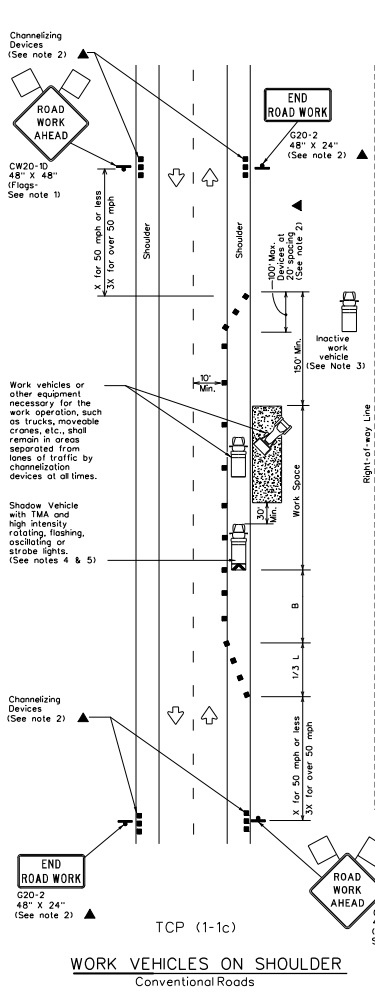 Channelizing
Devices
(See note 2)
ROAD
WORK
AHEAD
CW20-1D
48" X 48"
(Flags-
See note 1)
X for 50 mph or less
3X for over 50 mph
Shoulder
Shoulder
END
ROAD WORK
G20-2
48" X 24"
(See note 2)
100' Max.
Devices at
20' spacing
(See note 2)
150' Min.
Inactive
work
vehicle
(See Note 3)
Right-of-way Line
10'
Min.
Work vehicles or
other equipment
necessary for the
work operation, such
as trucks, moveable
cranes, etc., shall
remain in areas
separated from
lanes of traffic by
channelization
devices at all times.
Work Space
30'
Min.
Shadow Vehicle
with TMA and
high intensity
rotating, flashing,
oscillating or
strobe lights.
(See notes 4 & 5)
B
1/3 L
Channelizing
Devices
(See note 2)
X for 50 mph or less
3X for over 50 mph
END
ROAD WORK
G20-2
48" X 24"
(See note 2)
ROAD
WORK
AHEAD
TCP (1-1c)
WORK VEHICLES ON SHOULDER
Conventional Roads